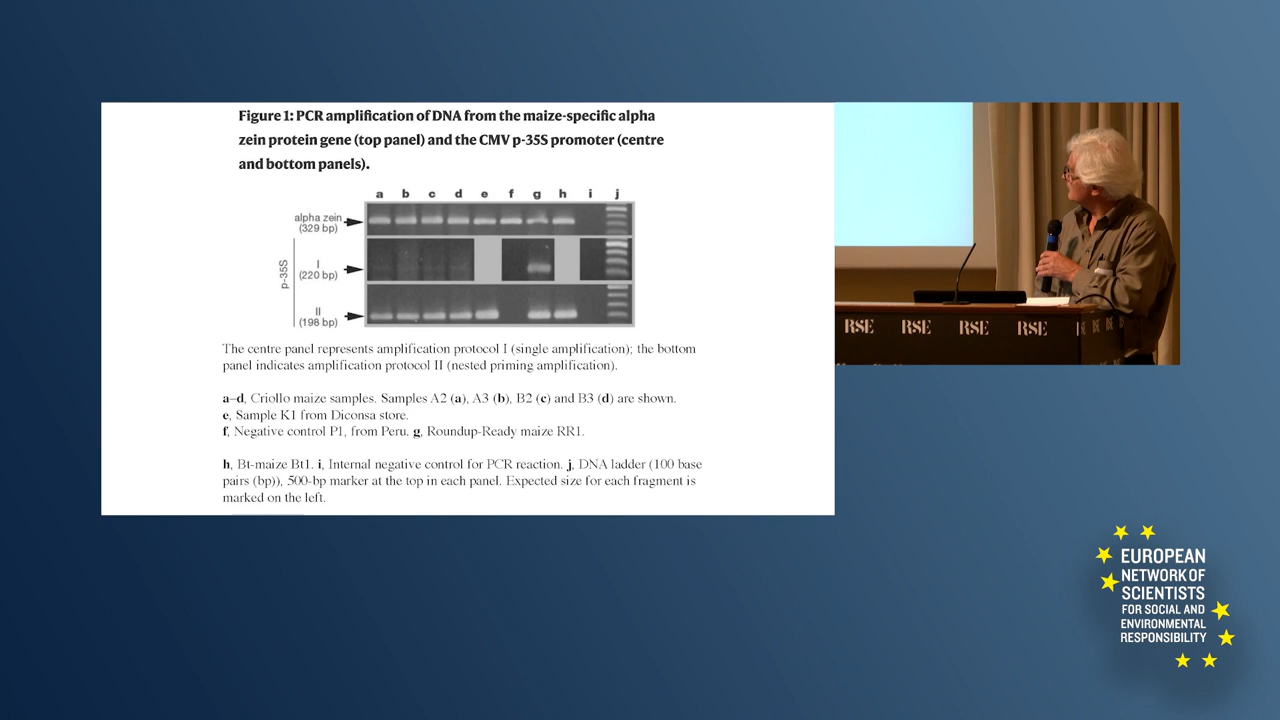 Figure 1: PCR amplification of DNA from the maize-specific alpha
zein protein gene (top panel) and the CMV p-35S promoter (centre
and bottom panels).
a b c d e f g h i j
alpha zein
(329 bp)
p-35S
I
(220 bp)
II
(198 bp)
The centre panel represents amplification protocol I (single amplification); the bottom
panel indicates amplification protocol II (nested priming amplification).
a–d, Criollo maize samples. Samples A2 (a), A3 (b), B2 (c) and B3 (d) are shown.
e, Sample K1 from Diconsa store.
f, Negative control P1, from Peru. g, Roundup-Ready maize RR1.
h, Bt-maize Bt1. i, Internal negative control for PCR reaction. j, DNA ladder (100 base
pairs (bp)), 500-bp marker at the top in each panel. Expected size for each fragment is
marked on the left.
RSE RSE RSE RSE
EUROPEAN
NETWORK OF
SCIENTISTS
FOR SOCIAL AND
ENVIRONMENTAL
RESPONSIBILITY